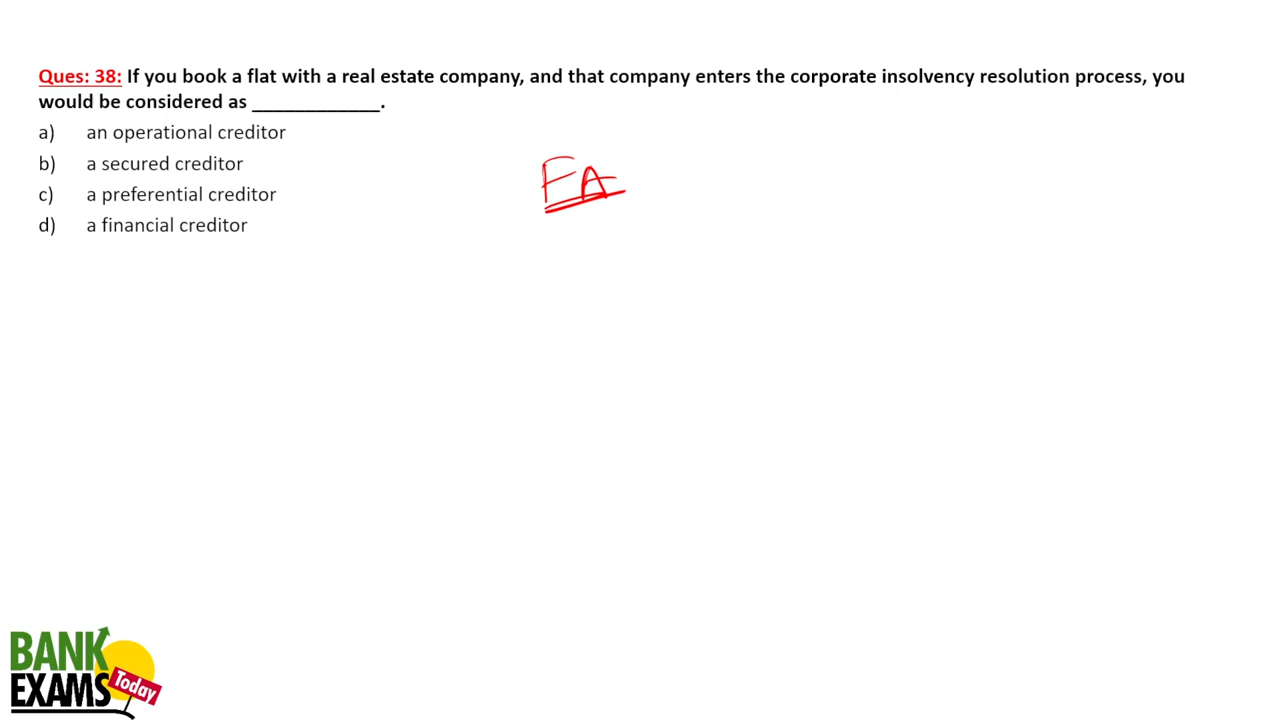 Ques: 38: If you book a flat with a real estate company, and that company enters the corporate insolvency resolution process, you
would be considered as ____________.
a) an operational creditor
b) a secured creditor
c) a preferential creditor
d) a financial creditor
FA
BANK
EXAMS
Today